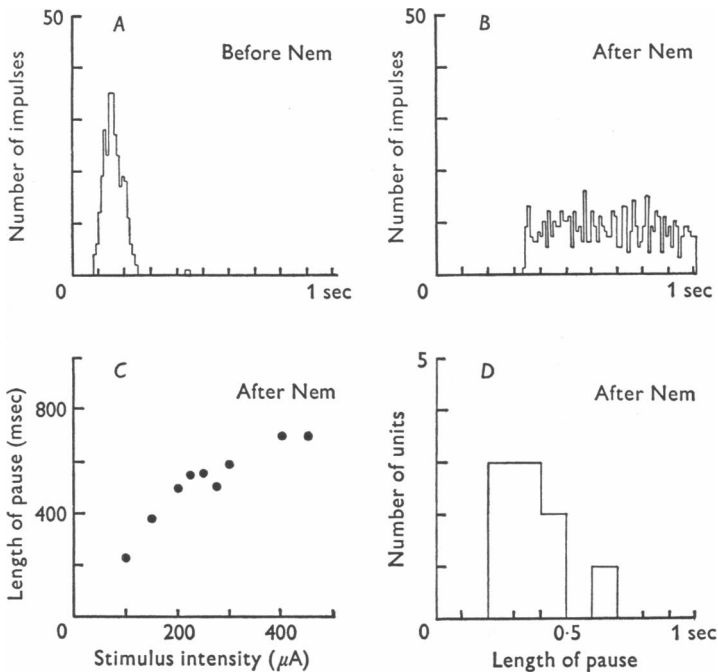 A
50
Before Nem
Number of impulses
0
1 sec
B
50
After Nem
Number of impulses
0
1 sec
C
After Nem
800
400
Length of pause (msec)
0
200
400
Stimulus intensity (μA)
D
5
After Nem
Number of units
0
0·5
1 sec
Length of pause